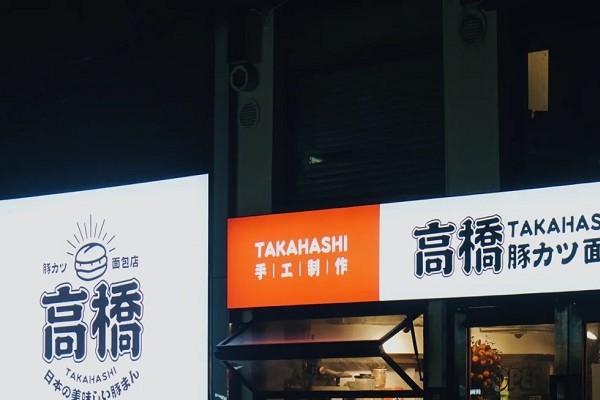 豚カツ 面包店
高橋
TAKAHASHI
日本の美味しい豚まん
TAKAHASHI
手|工|制|作
高橋
TAKAHAS
豚カツ面
OPEN